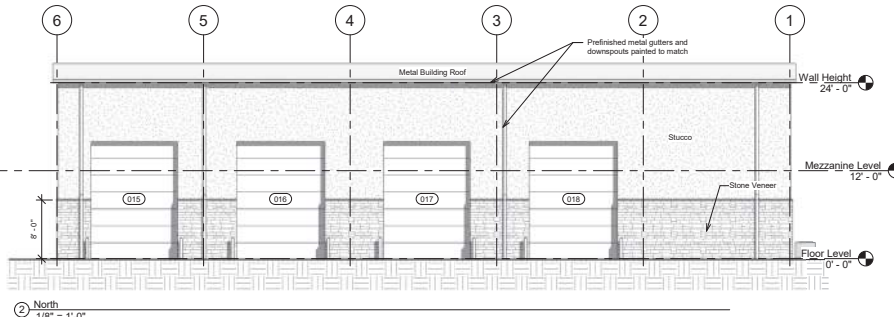 6 5 4 3 2 1
Prefinished metal gutters and
downspouts painted to match
Metal Building Roof
Wall Height
24' - 0"
Stucco
Mezzanine Level
12' - 0"
015 016 017 018
Stone Veneer
8' - 0"
Floor Level
0' - 0"
2 North
1/8" = 1'-0"